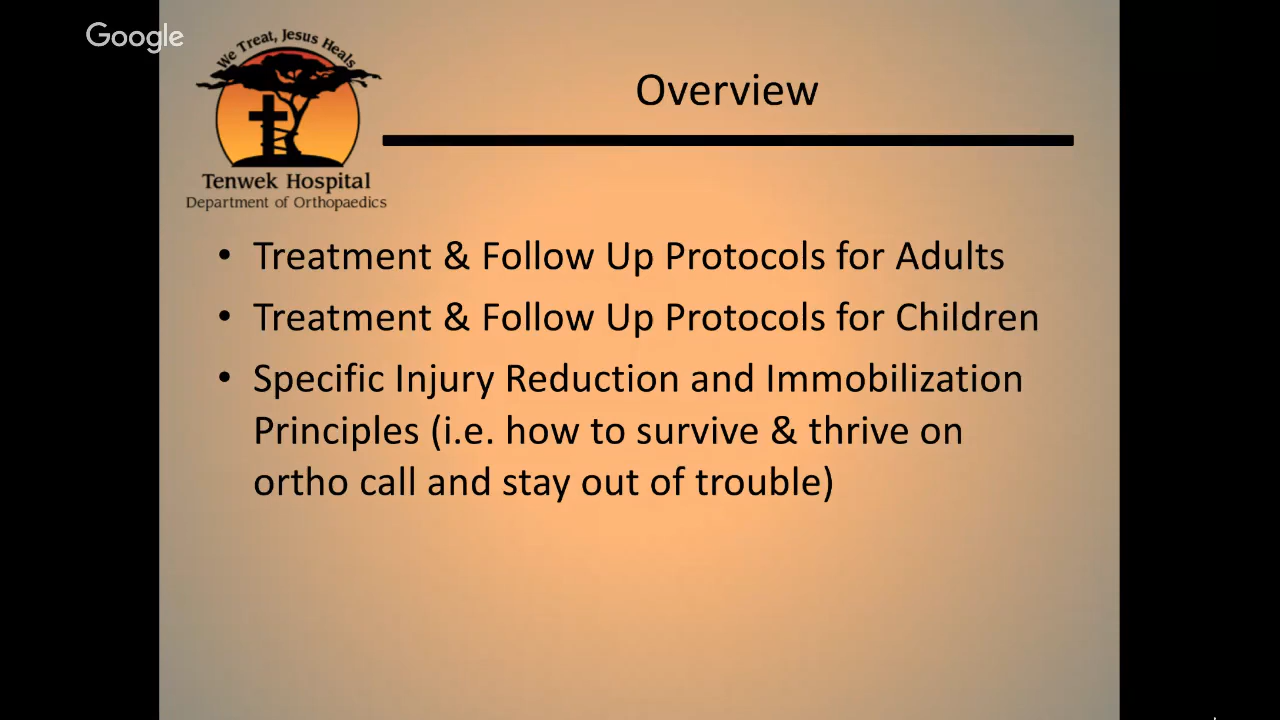 Google
We Treat, Jesus Heals
Overview
Tenwek Hospital
Department of Orthopaedics
• Treatment & Follow Up Protocols for Adults
• Treatment & Follow Up Protocols for Children
• Specific Injury Reduction and Immobilization
Principles (i.e. how to survive & thrive on
ortho call and stay out of trouble)